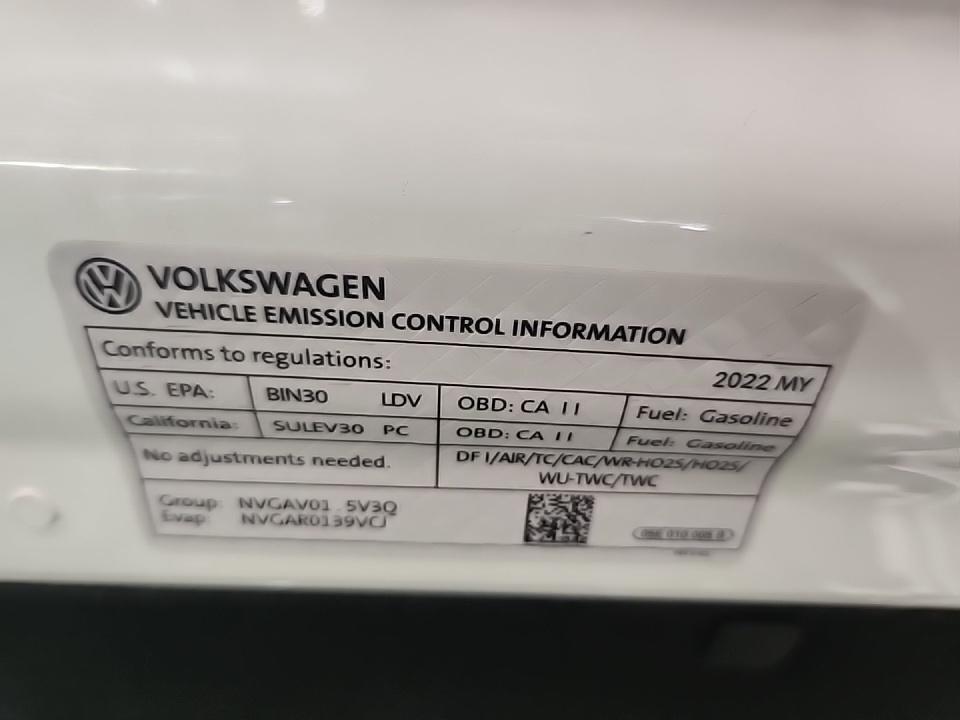 VOLKSWAGEN
VEHICLE EMISSION CONTROL INFORMATION
Conforms to regulations: 2022 MY
U.S. EPA: BIN30 LDV OBD: CA II Fuel: Gasoline
California: SULEV30 PC OBD: CA II Fuel: Gasoline
No adjustments needed. DFI/AIR/TC/CAC/WR-HO2S/HO2S/
WU-TWC/TWC
Group: NVGAV01.5V3Q
Evap: NVGAR0139VCJ